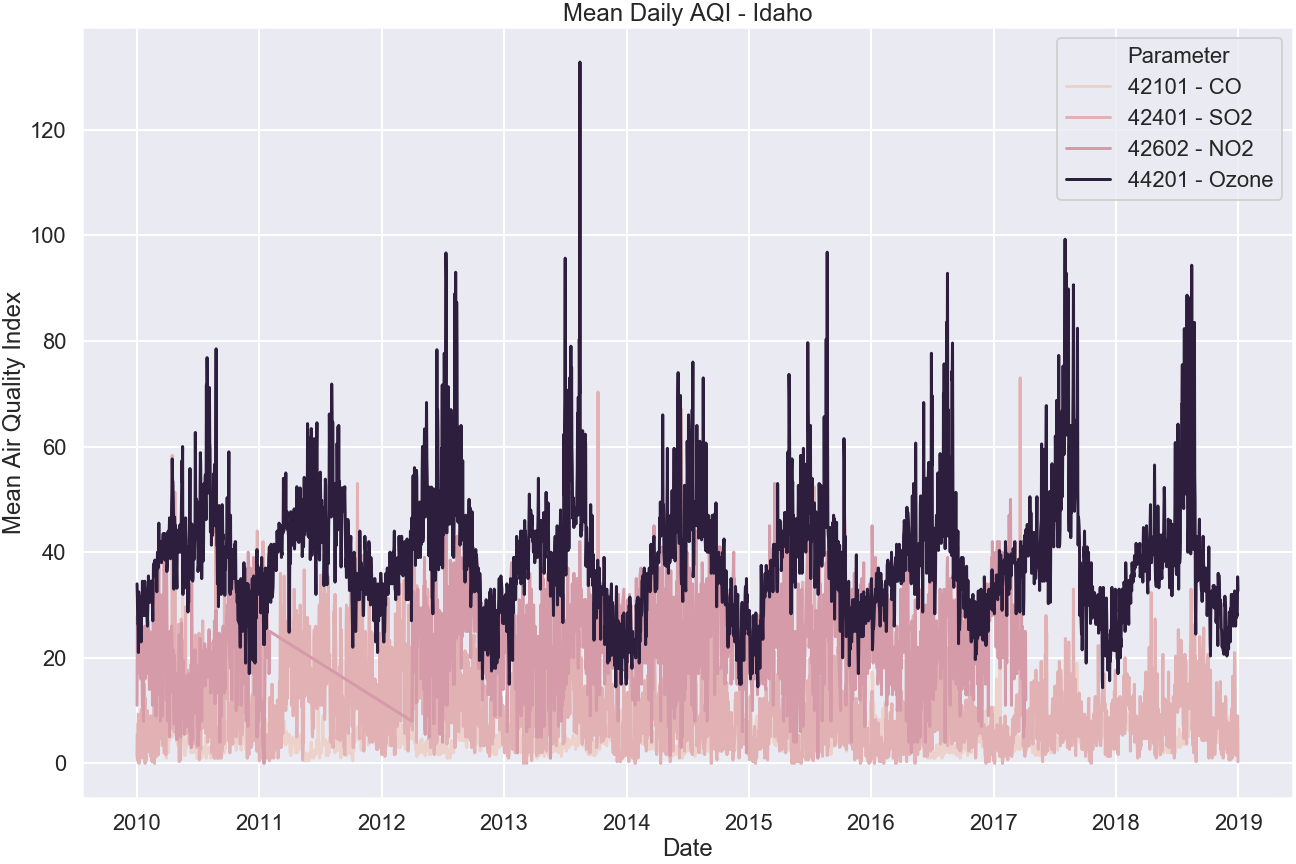 Mean Daily AQI - Idaho
Parameter
42101 - CO
42401 - SO2
42602 - NO2
44201 - Ozone
Mean Air Quality Index
120
100
80
60
40
20
0
2010 2011 2012 2013 2014 2015 2016 2017 2018 2019
Date